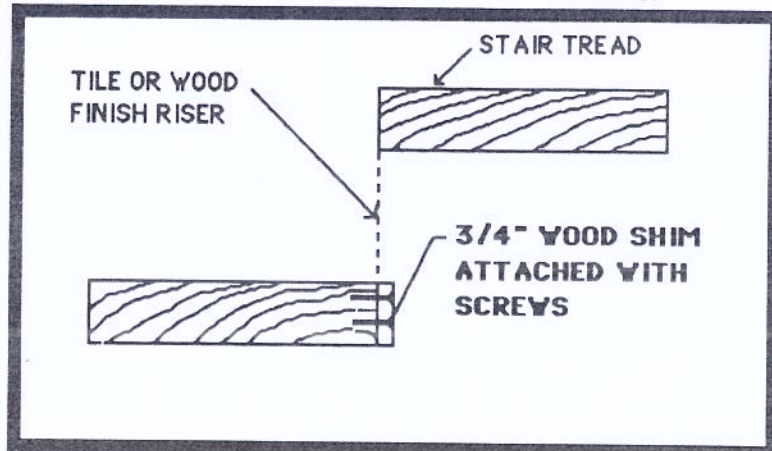 STAIR TREAD
TILE OR WOOD
FINISH RISER
3/4" WOOD SHIM
ATTACHED WITH
SCREWS